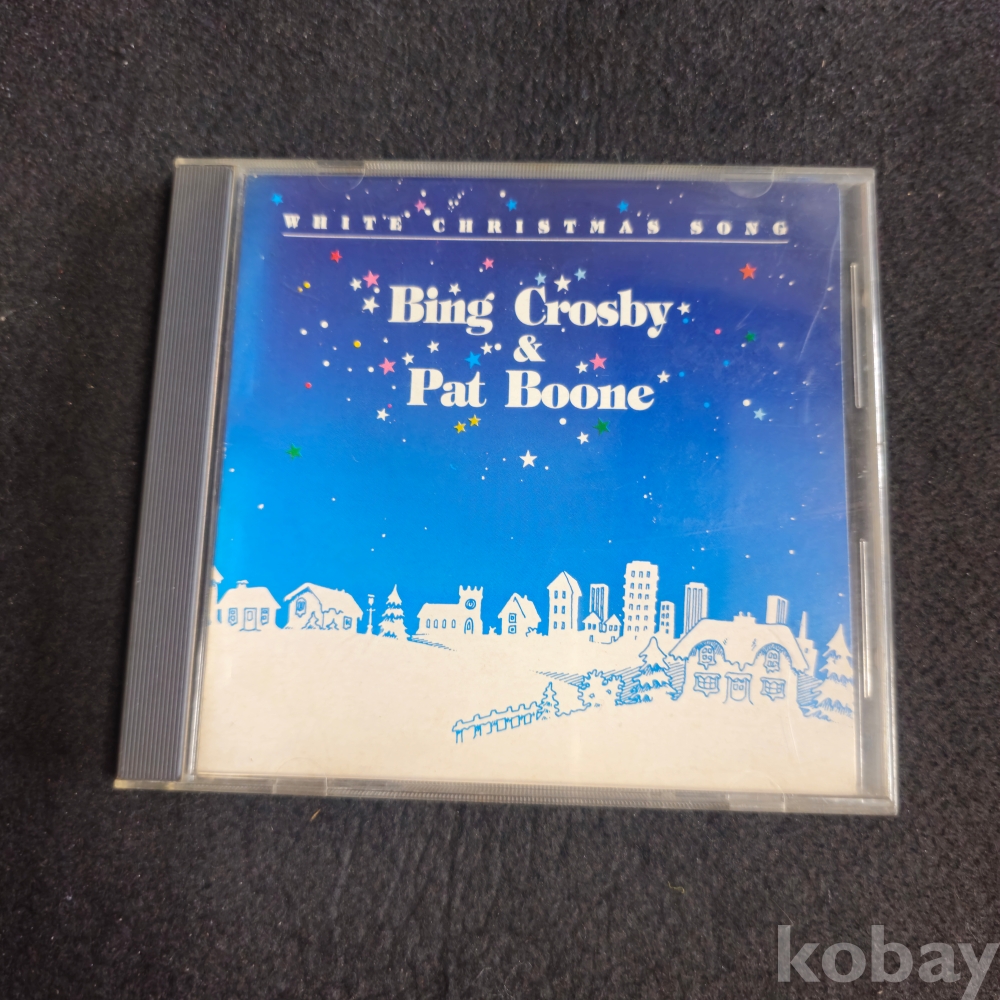 WHITE CHRISTMAS SONG
Bing Crosby
&
Pat Boone
kobay